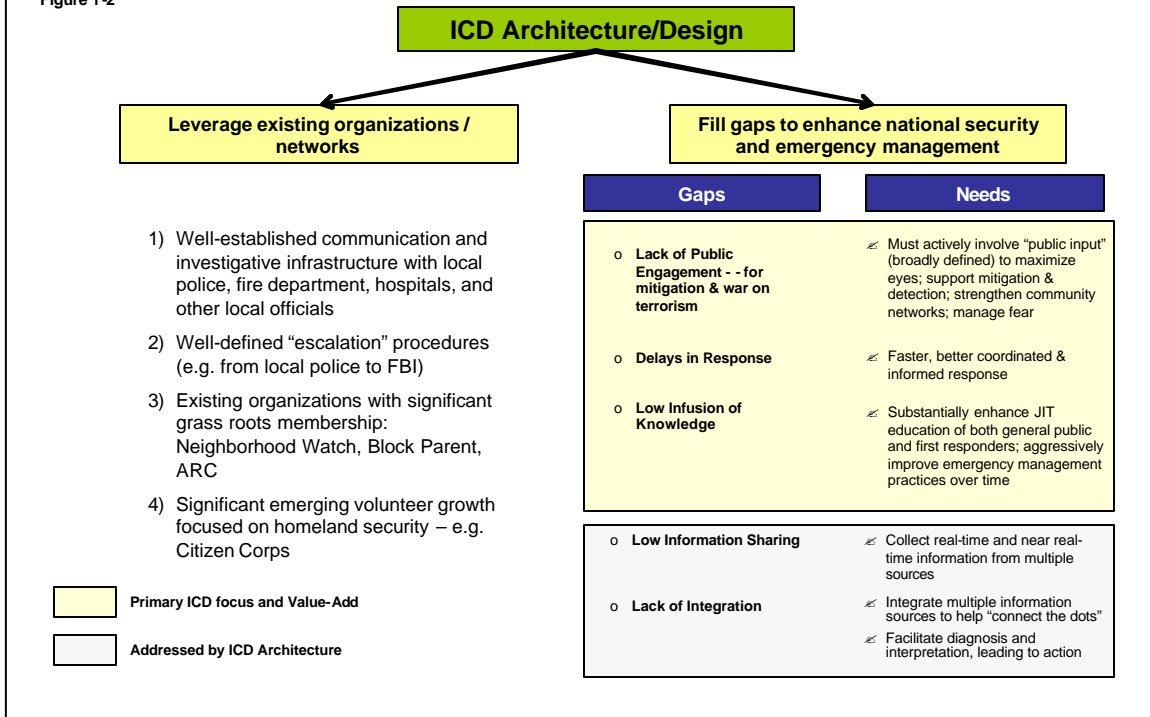 Figure 1-2
ICD Architecture/Design
Leverage existing organizations /
networks
1) Well-established communication and
investigative infrastructure with local
police, fire department, hospitals, and
other local officials
2) Well-defined “escalation” procedures
(e.g. from local police to FBI)
3) Existing organizations with significant
grass roots membership:
Neighborhood Watch, Block Parent,
ARC
4) Significant emerging volunteer growth
focused on homeland security – e.g.
Citizen Corps
Primary ICD focus and Value-Add
Addressed by ICD Architecture
Fill gaps to enhance national security
and emergency management
Gaps
Needs
o Lack of Public
Engagement - - for
mitigation & war on
terrorism
Must actively involve “public input”
(broadly defined) to maximize
eyes; support mitigation &
detection; strengthen community
networks; manage fear
o Delays in Response
Faster, better coordinated &
informed response
o Low Infusion of
Knowledge
Substantially enhance JIT
education of both general public
and first responders; aggressively
improve emergency management
practices over time
o Low Information Sharing
Collect real-time and near real-
time information from multiple
sources
o Lack of Integration
Integrate multiple information
sources to help “connect the dots”
Facilitate diagnosis and
interpretation, leading to action